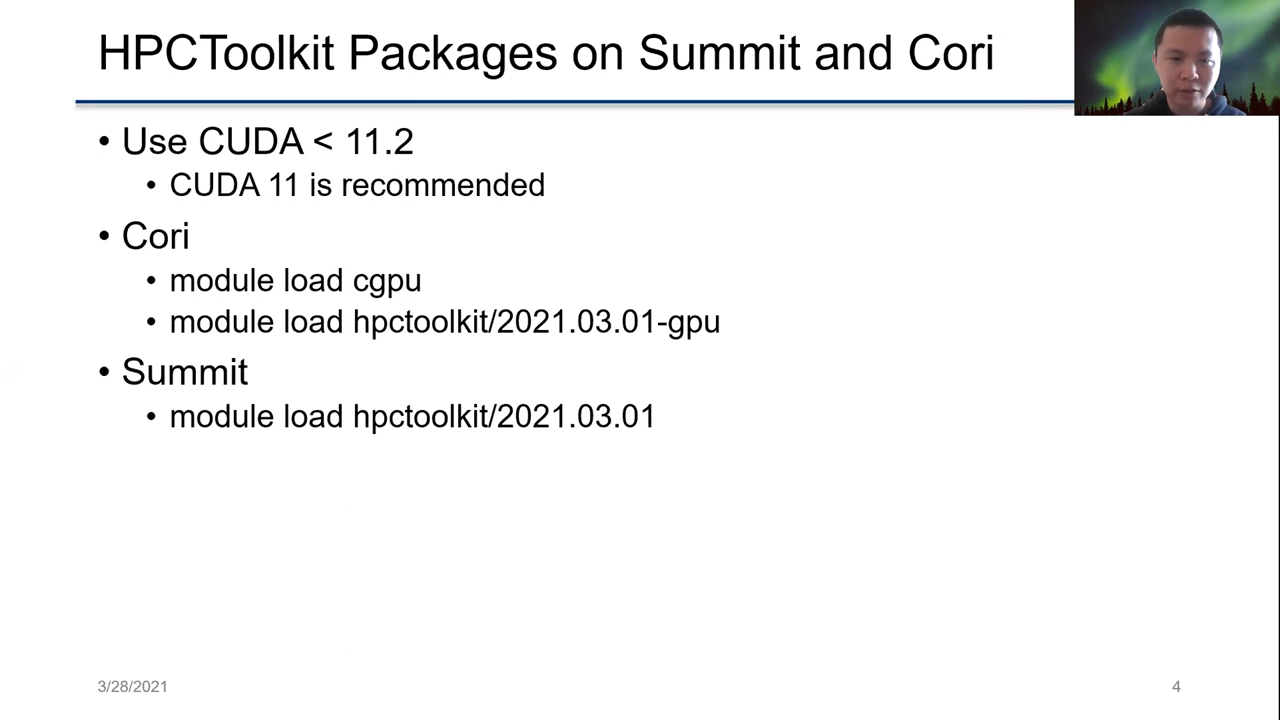 HPCToolkit Packages on Summit and Cori
• Use CUDA < 11.2
• CUDA 11 is recommended
• Cori
• module load cgpu
• module load hpctoolkit/2021.03.01-gpu
• Summit
• module load hpctoolkit/2021.03.01
3/28/2021
4